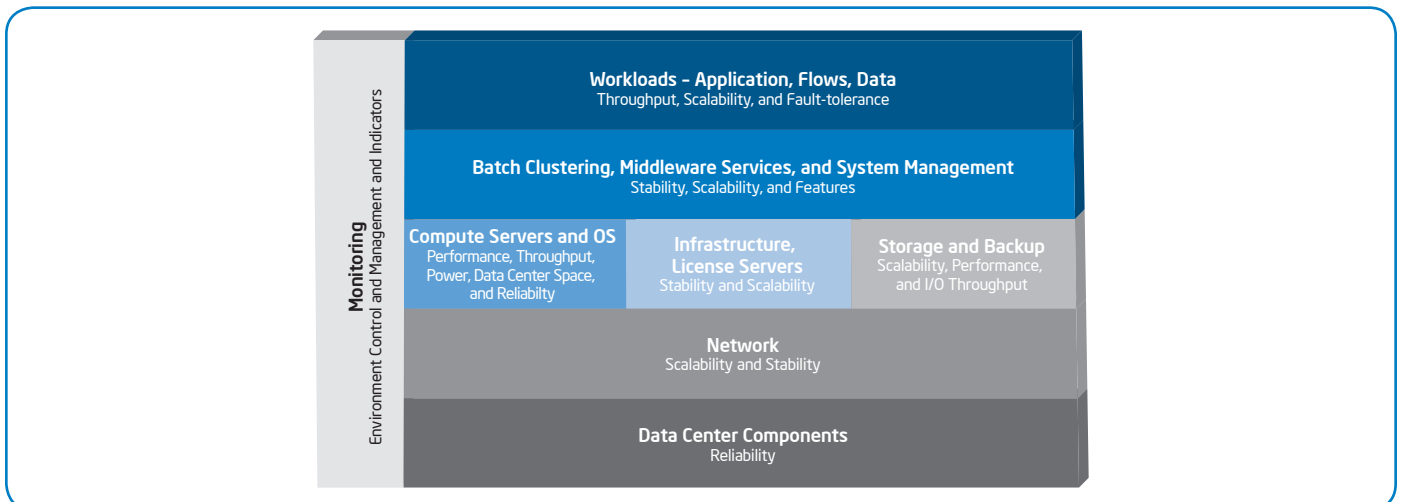 Monitoring
Environment Control and Management and Indicators
Workloads – Application, Flows, Data
Throughput, Scalability, and Fault-tolerance
Batch Clustering, Middleware Services, and System Management
Stability, Scalability, and Features
Compute Servers and OS
Performance, Throughput,
Power, Data Center Space,
and Reliabilty
Infrastructure,
License Servers
Stability and Scalability
Storage and Backup
Scalability, Performance,
and I/O Throughput
Network
Scalability and Stability
Data Center Components
Reliability